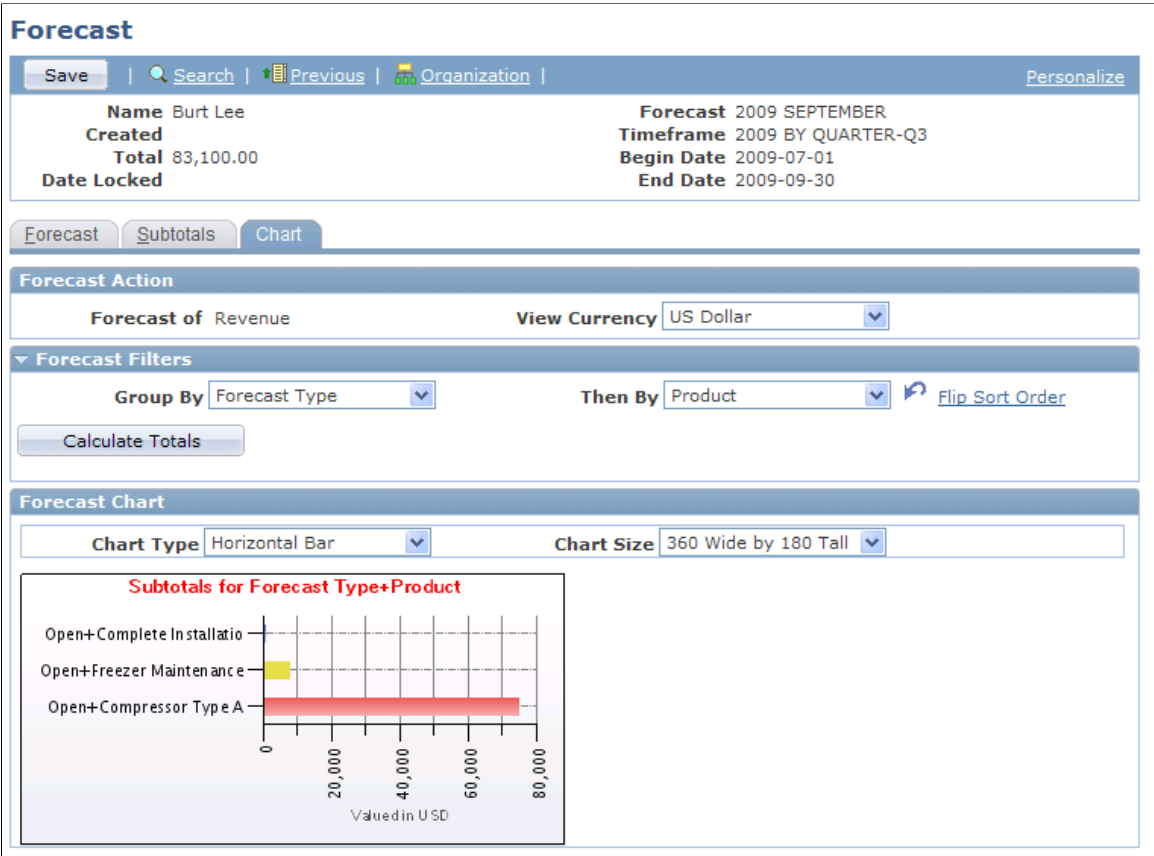 Forecast
Save | Search | Previous | Organization | Personalize
Name Burt Lee Forecast 2009 SEPTEMBER
Created Timeframe 2009 BY QUARTER-Q3
Total 83,100.00 Begin Date 2009-07-01
Date Locked End Date 2009-09-30
Forecast Subtotals Chart
Forecast Action
Forecast of Revenue View Currency US Dollar
Forecast Filters
Group By Forecast Type Then By Product Flip Sort Order
Calculate Totals
Forecast Chart
Chart Type Horizontal Bar Chart Size 360 Wide by 180 Tall
Subtotals for Forecast Type+Product
Open+Complete Installatio
Open+Freezer Maintenance
Open+Compressor Type A
0 20,000 40,000 60,000 80,000
Valued in USD